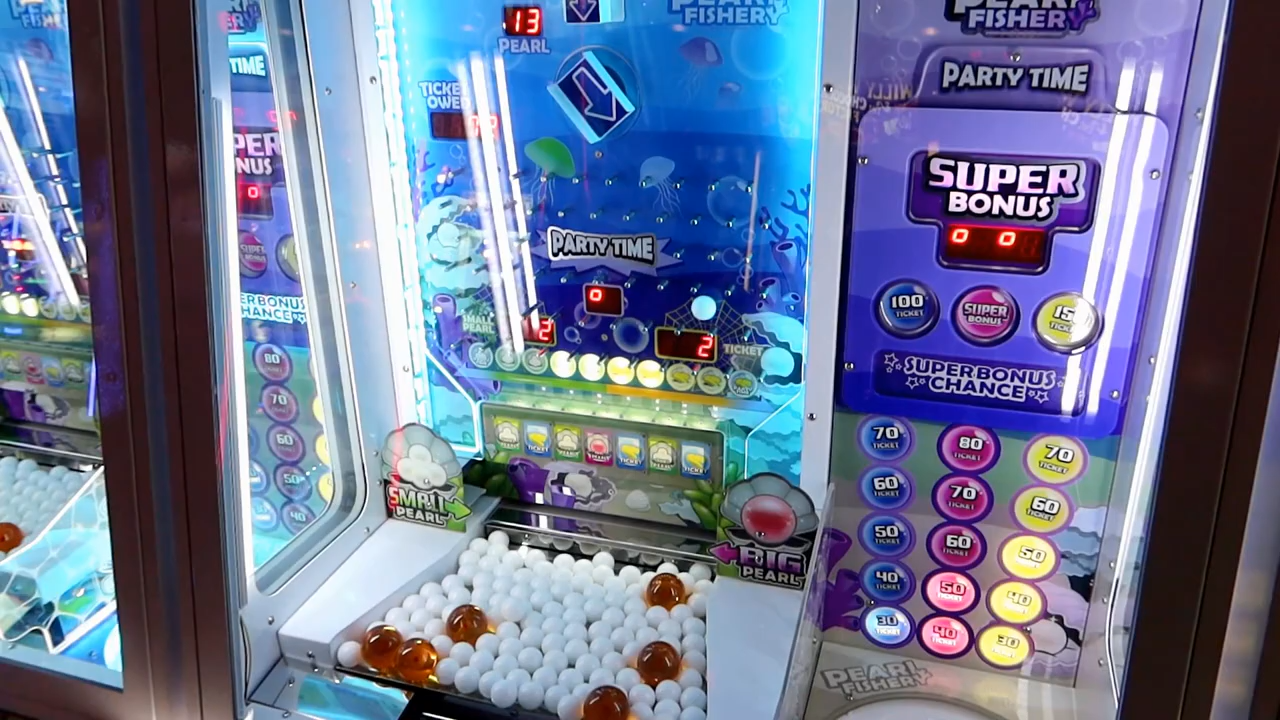 PEARL
FISHERY
13
PEARL
TICKET
OWED
PARTY TIME
0
SMALL
PEARL
2
2
TICKET
SMALL
PEARL
BIG
PEARL
FISHERY
PARTY TIME
SUPER
BONUS
0 0
100
TICKET
SUPER
BONUS
150
SUPERBONUS
CHANCE
70
TICKET
80
TICKET
70
TICKET
60
TICKET
70
TICKET
60
TICKET
50
TICKET
60
TICKET
50
TICKET
40
TICKET
50
TICKET
40
TICKET
30
TICKET
40
TICKET
30
TICKET
PEARL
FISHERY
TIME
0
SUPERBONUS
CHANCE
80
70
60
50
40